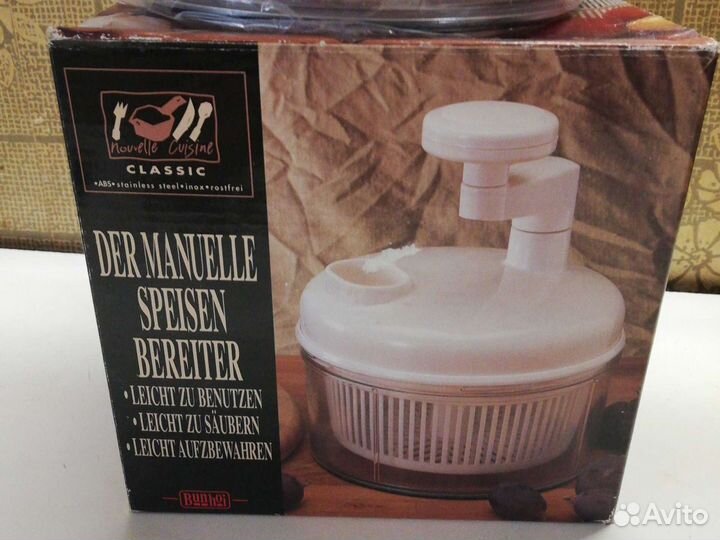 nouvelle Cuisine
CLASSIC
•ABS•stainless steel•inox•rostfrei
DER MANUELLE
SPEISEN
BEREITER
•LEICHT ZU BENUTZEN
•LEICHT ZU SÄUBERN
•LEICHT AUFZBEWAHREN
Avito